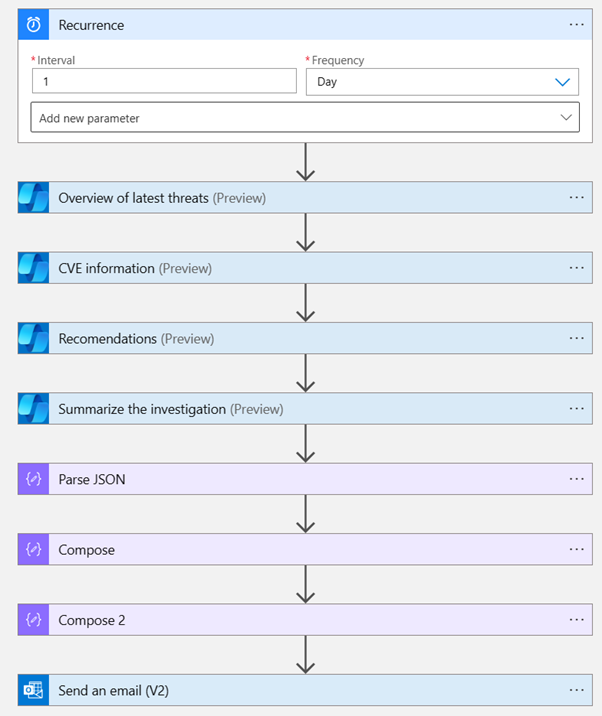 Recurrence
*Interval *Frequency
1 Day
Add new parameter
Overview of latest threats (Preview)
CVE information (Preview)
Recomendations (Preview)
Summarize the investigation (Preview)
Parse JSON
Compose
Compose 2
Send an email (V2)